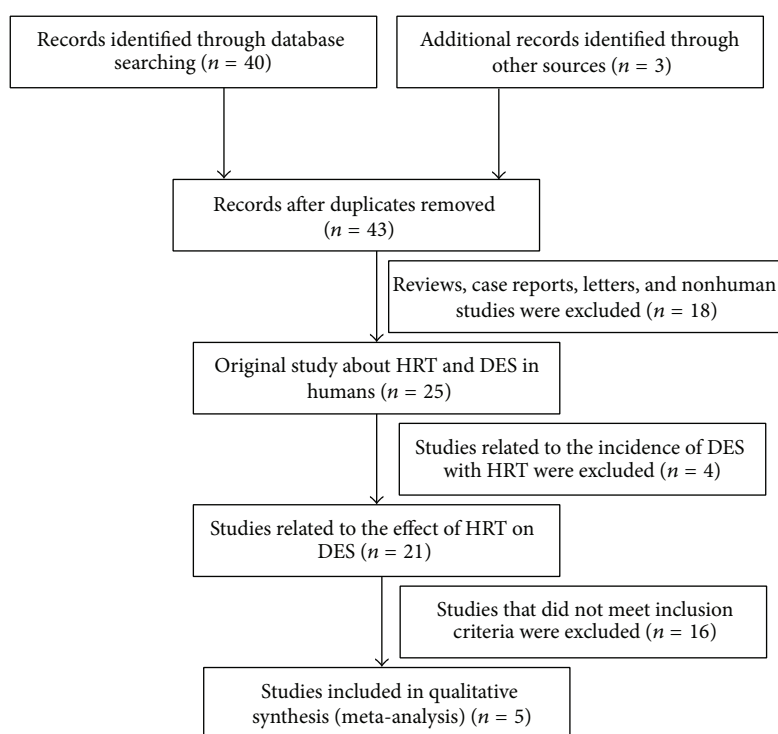 Records identified through database
searching (n = 40)
Additional records identified through
other sources (n = 3)
Records after duplicates removed
(n = 43)
Reviews, case reports, letters, and nonhuman
studies were excluded (n = 18)
Original study about HRT and DES in
humans (n = 25)
Studies related to the incidence of DES
with HRT were excluded (n = 4)
Studies related to the effect of HRT on
DES (n = 21)
Studies that did not meet inclusion
criteria were excluded (n = 16)
Studies included in qualitative
synthesis (meta-analysis) (n = 5)